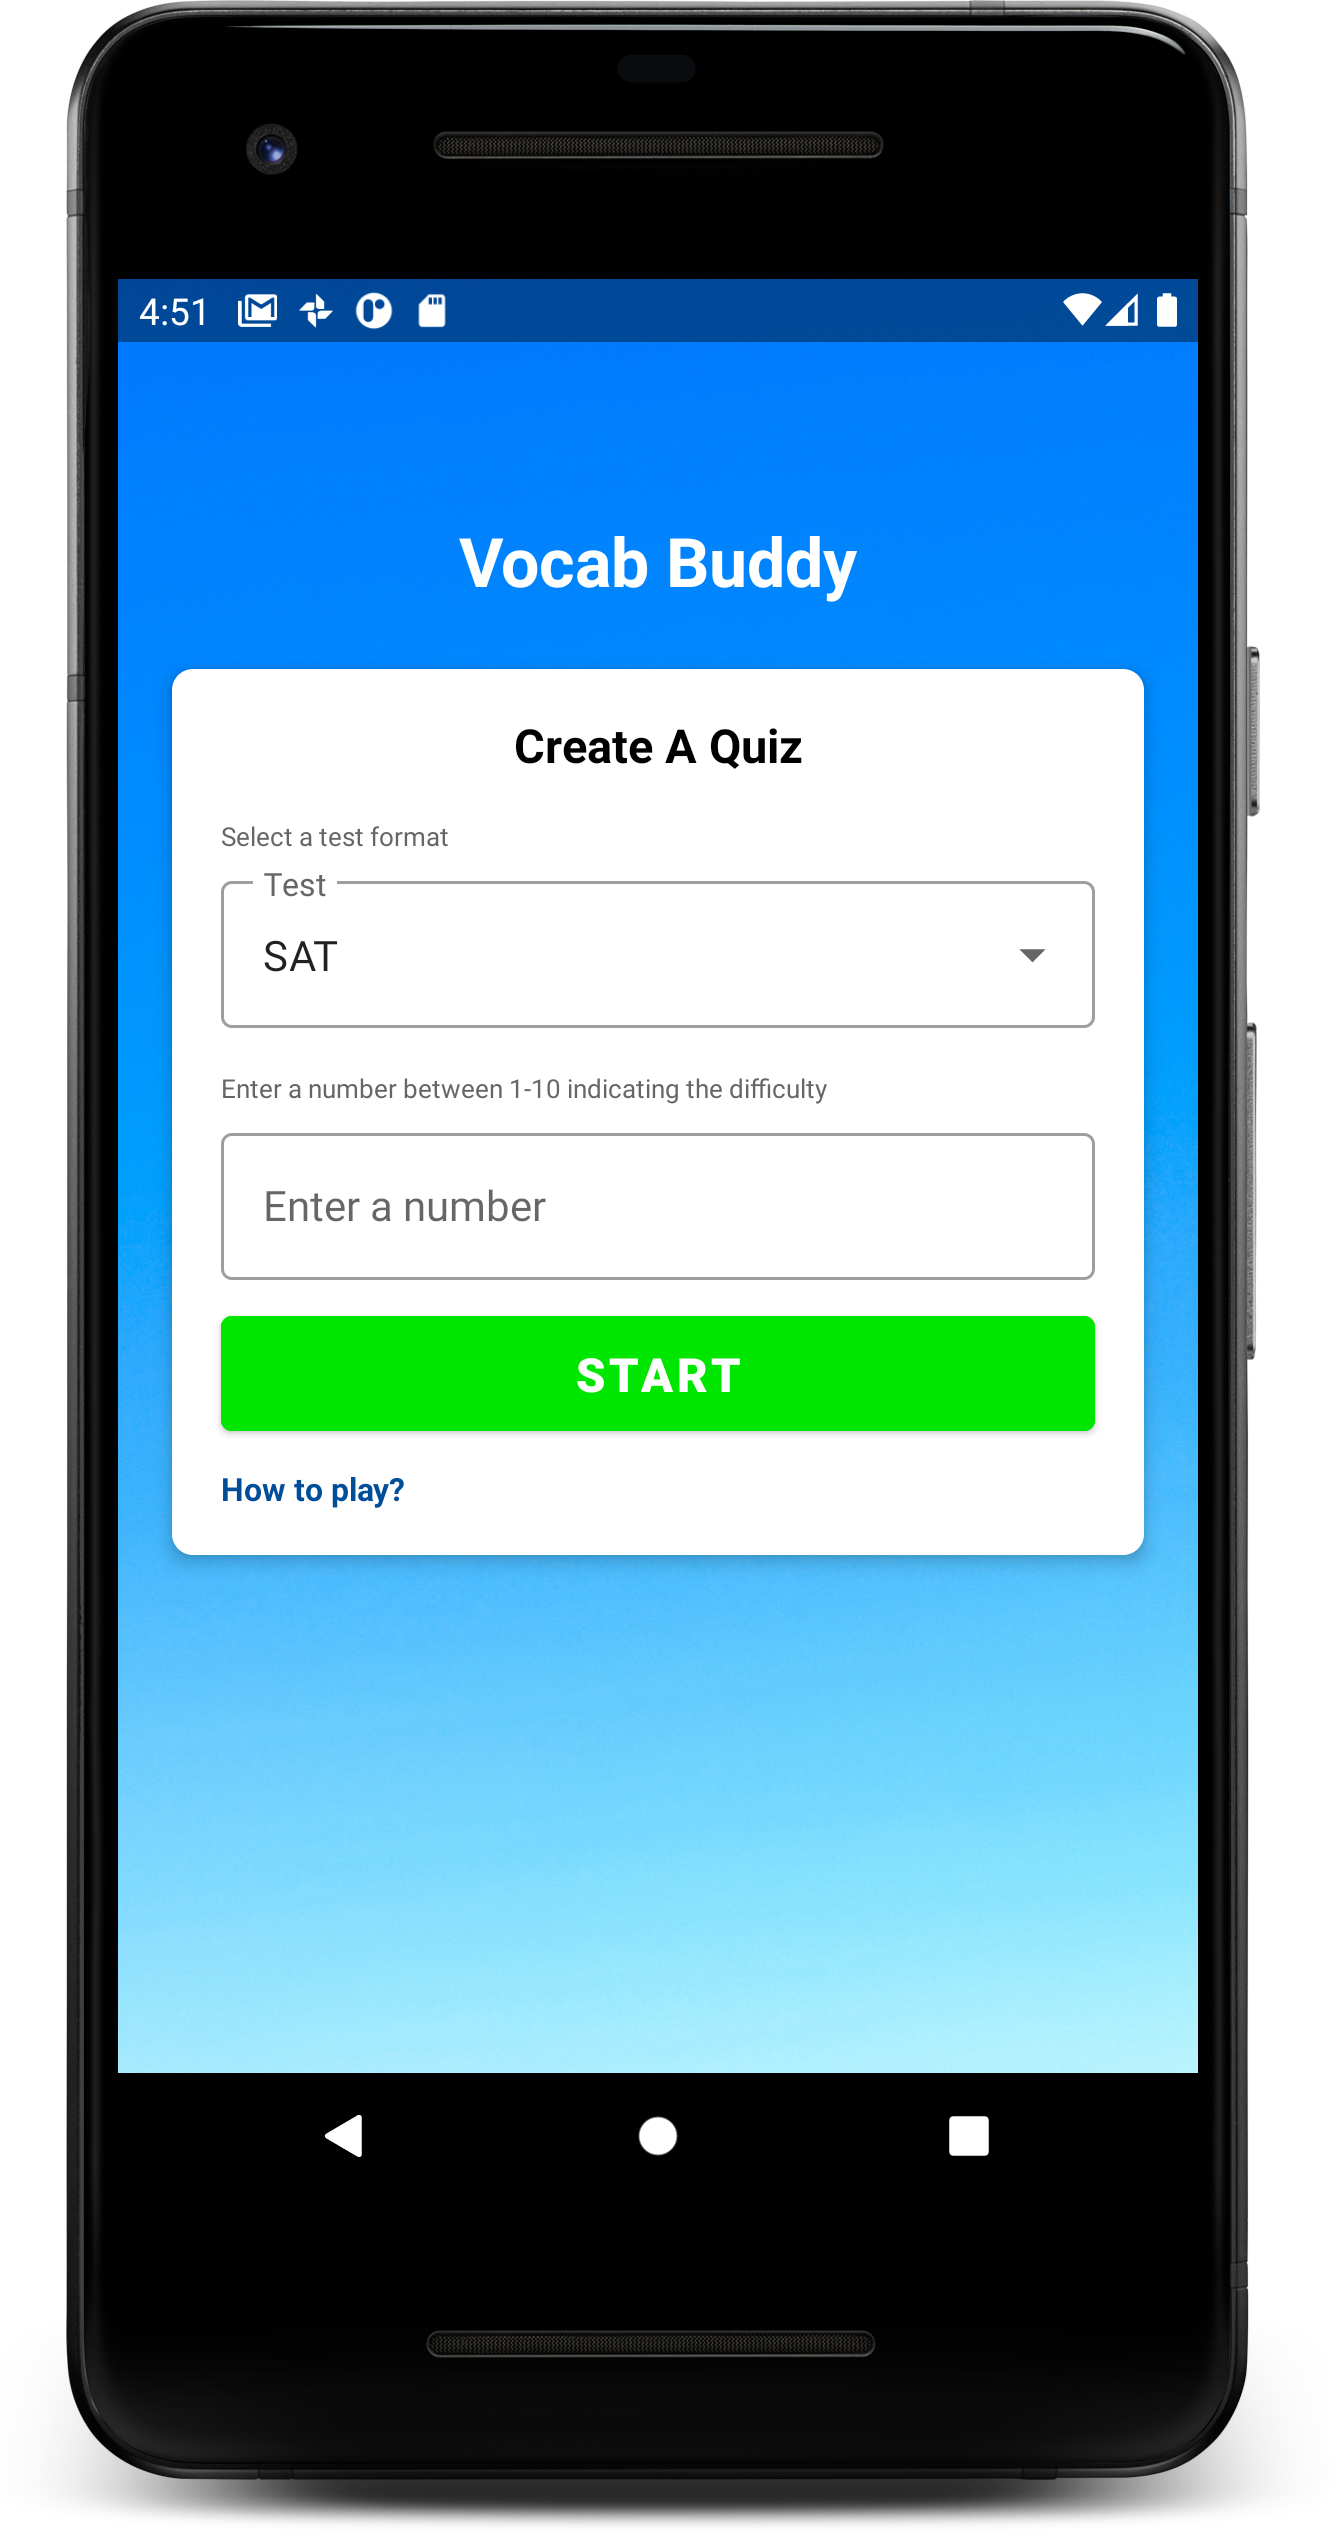 4:51
Vocab Buddy
Create A Quiz
Select a test format
Test
SAT
Enter a number between 1-10 indicating the difficulty
Enter a number
START
How to play?